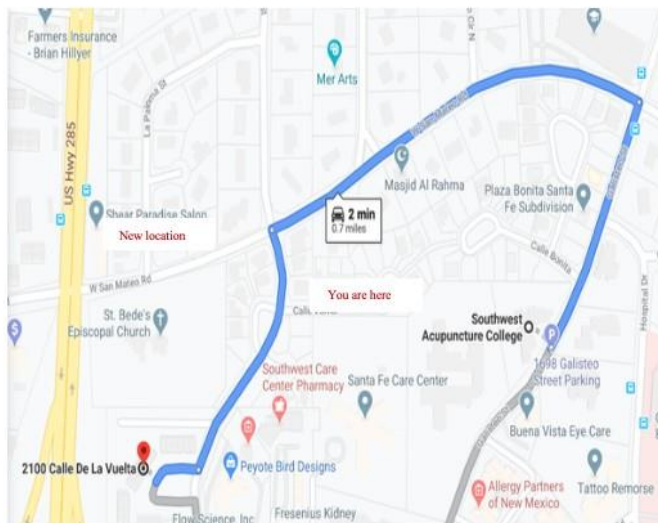 Farmers Insurance
- Brian Hillyer
La Paloma St
Mer Arts
US Hwy 285
Masjid Al Rahma
Plaza Bonita Santa
Fe Subdivision
Shear Paradise Salon
New location
2 min
0.7 miles
Calle Bonita
W San Mateo Rd
You are here
Hospital Dr
St. Bede's
Episcopal Church
Southwest
Acupuncture College
P
1698 Galisteo
Street Parking
$
Southwest Care
Center Pharmacy
Santa Fe Care Center
Buena Vista Eye Care
2100 Calle De La Vuelta
Peyote Bird Designs
Allergy Partners
of New Mexico
Tattoo Remorse
Flow Science, Inc
Fresenius Kidney